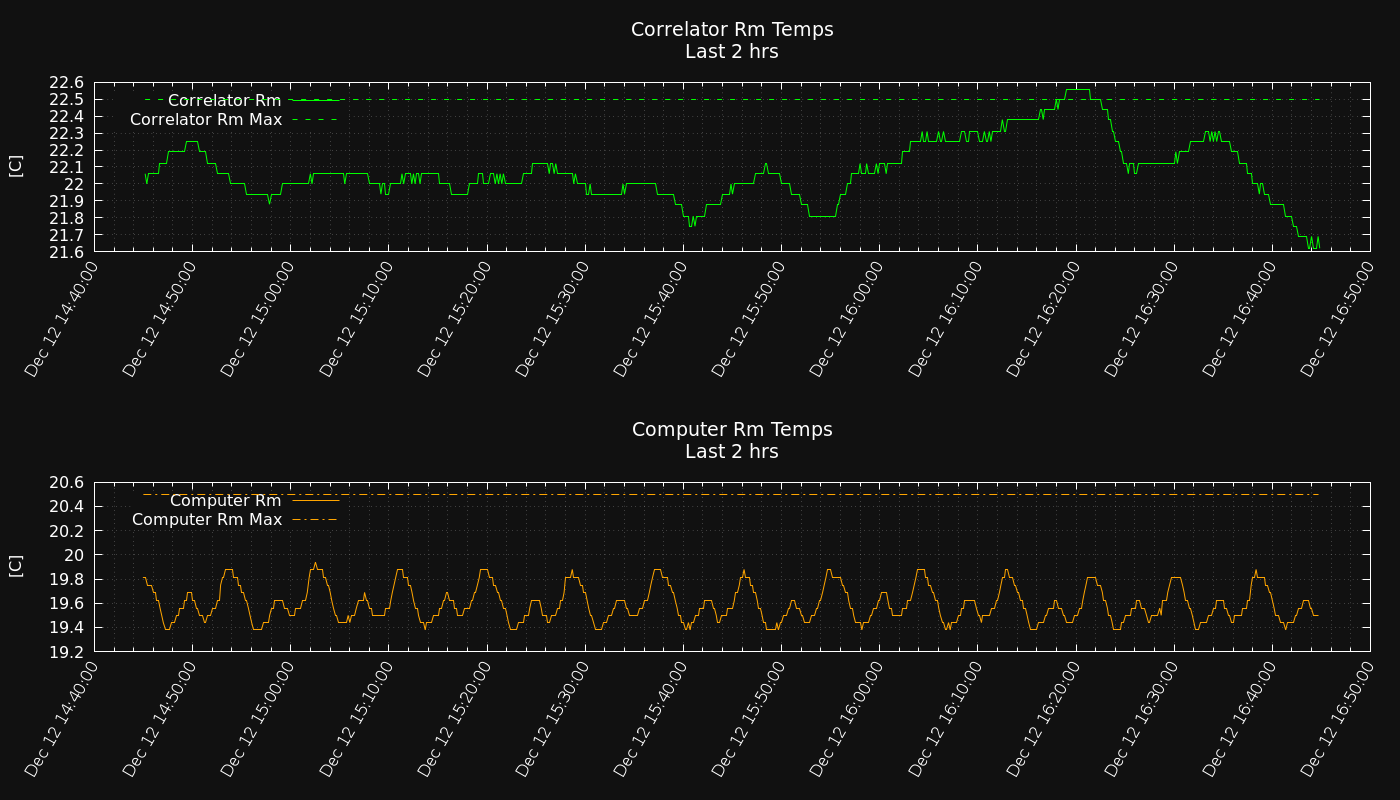 Correlator Rm Temps
Last 2 hrs
22.6
22.5
22.4
22.3
22.2
22.1
22
21.9
21.8
21.7
21.6
[C]
Correlator Rm
Correlator Rm Max
Dec 12 14:40:00
Dec 12 14:50:00
Dec 12 15:00:00
Dec 12 15:10:00
Dec 12 15:20:00
Dec 12 15:30:00
Dec 12 15:40:00
Dec 12 15:50:00
Dec 12 16:00:00
Dec 12 16:10:00
Dec 12 16:20:00
Dec 12 16:30:00
Dec 12 16:40:00
Dec 12 16:50:00
Computer Rm Temps
Last 2 hrs
20.6
20.4
20.2
20
19.8
19.6
19.4
19.2
[C]
Computer Rm
Computer Rm Max
Dec 12 14:40:00
Dec 12 14:50:00
Dec 12 15:00:00
Dec 12 15:10:00
Dec 12 15:20:00
Dec 12 15:30:00
Dec 12 15:40:00
Dec 12 15:50:00
Dec 12 16:00:00
Dec 12 16:10:00
Dec 12 16:20:00
Dec 12 16:30:00
Dec 12 16:40:00
Dec 12 16:50:00